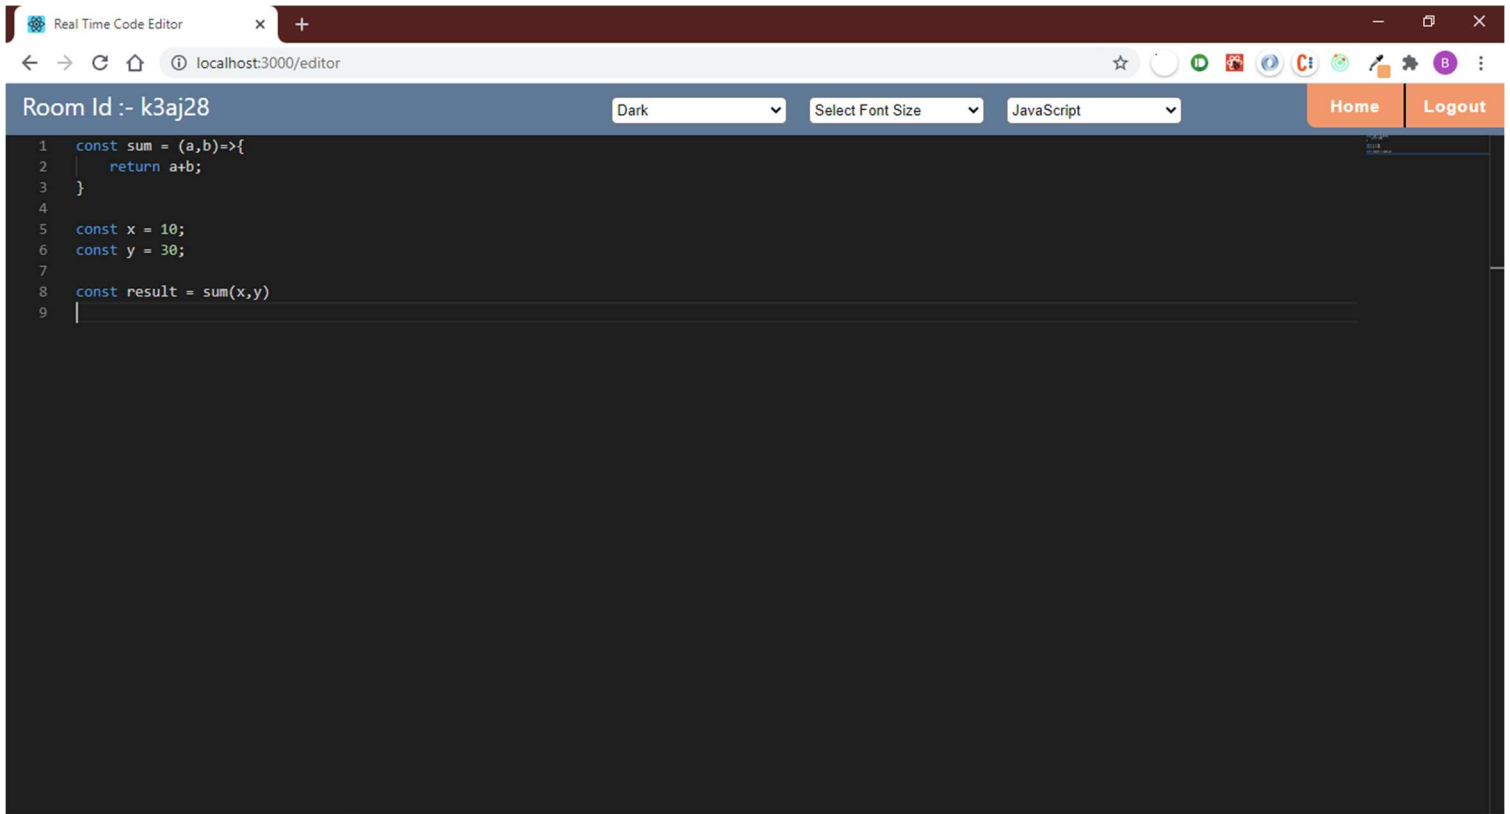 Real Time Code Editor
localhost:3000/editor
B
Room Id :- k3aj28
Dark
Select Font Size
JavaScript
Home
Logout
1 const sum = (a,b)=>{
2 return a+b;
3 }
4
5 const x = 10;
6 const y = 30;
7
8 const result = sum(x,y)
9